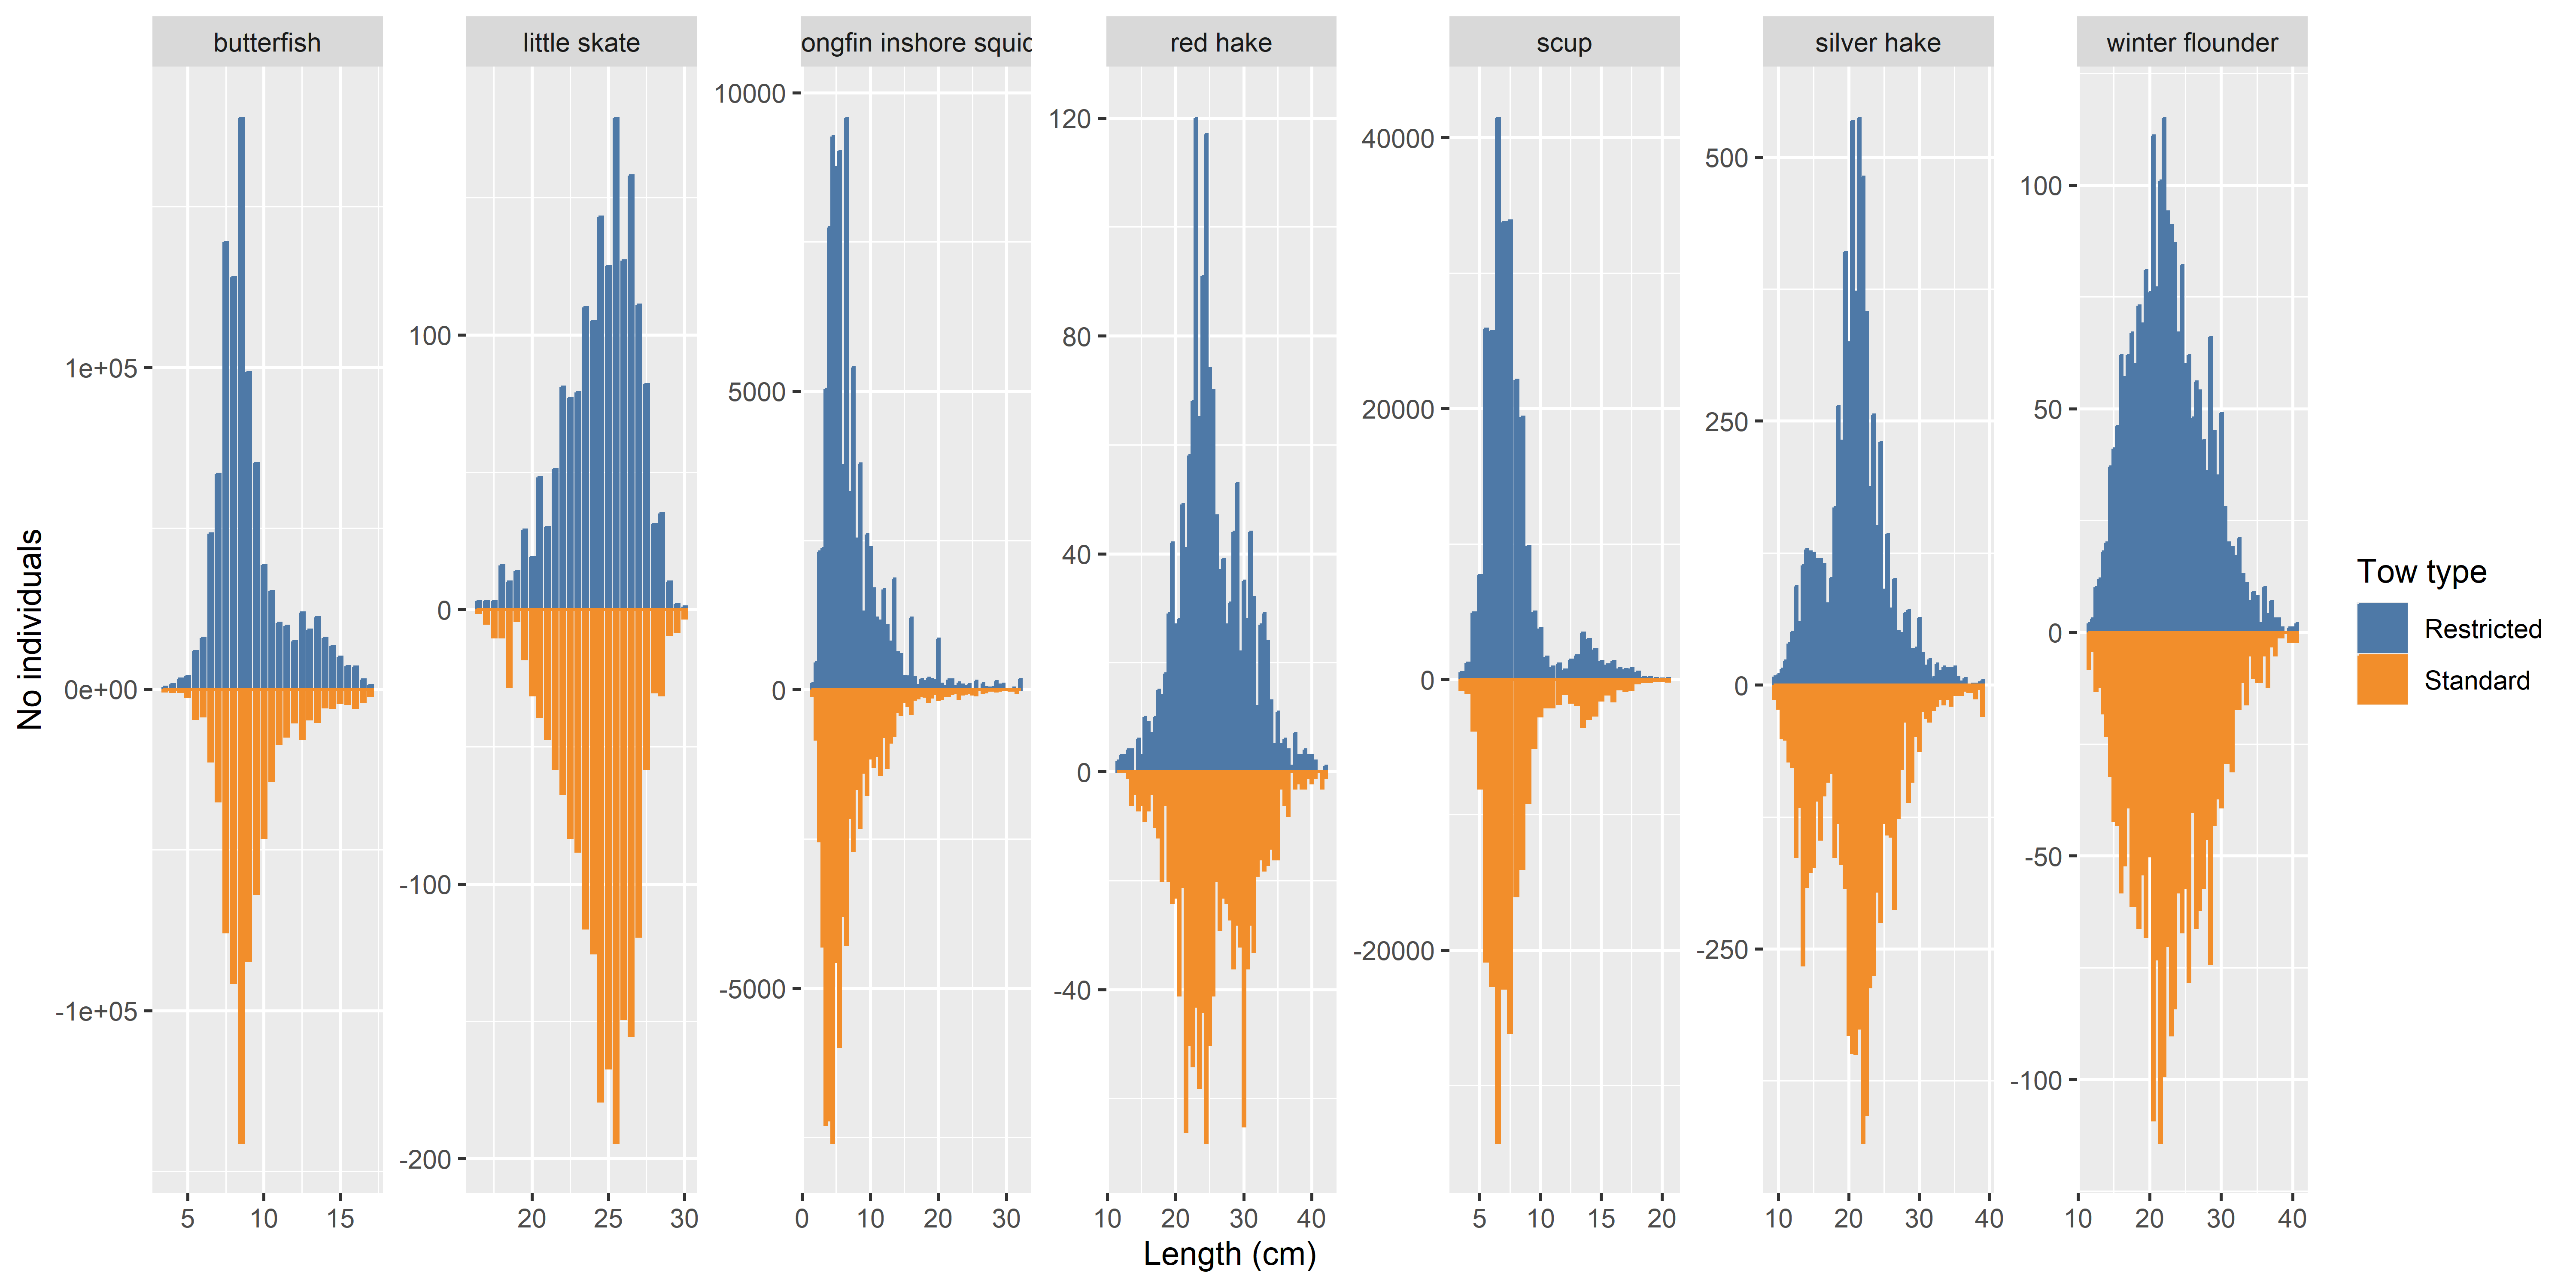 butterfish
little skate
ongfin inshore squid
red hake
scup
silver hake
winter flounder
No individuals
1e+05
0e+00
-1e+05
5 10 15
100
0
-100
-200
20 25 30
10000
5000
0
-5000
0 10 20 30
120
80
40
0
-40
10 20 30 40
40000
20000
0
-20000
5 10 15 20
500
250
0
-250
10 20 30 40
100
50
0
-50
-100
10 20 30 40
Length (cm)
Tow type
Restricted
Standard